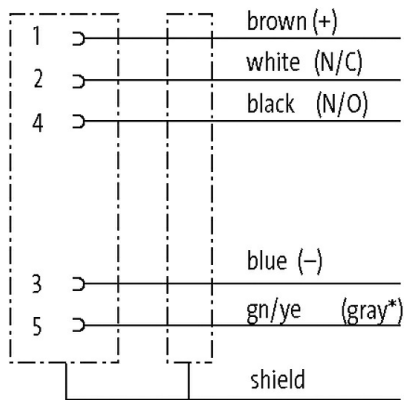 1 brown (+)
2 white (N/C)
4 black (N/O)
3 blue (–)
5 gn/ye (gray*)
shield